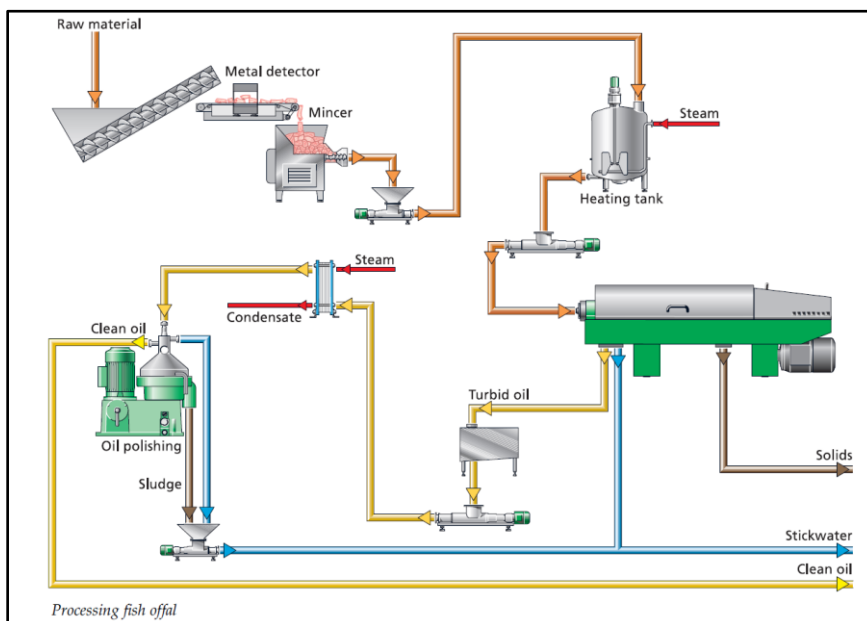 Raw material
Metal detector
Mincer
Steam
Heating tank
Steam
Condensate
Clean oil
Turbid oil
Oil polishing
Solids
Sludge
Stickwater
Clean oil
Processing fish offal